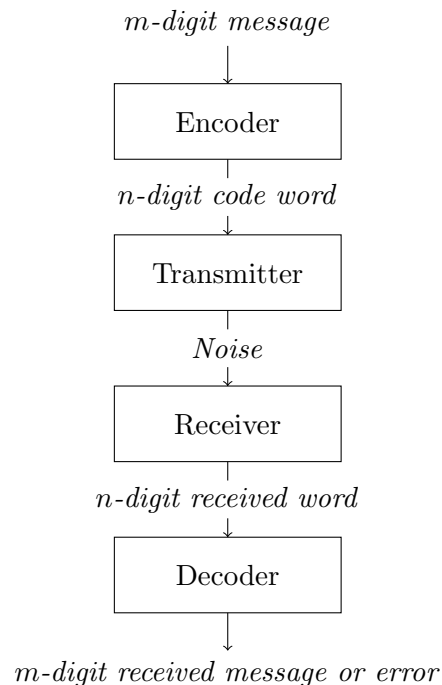 m-digit message
Encoder
n-digit code word
Transmitter
Noise
Receiver
n-digit received word
Decoder
m-digit received message or error